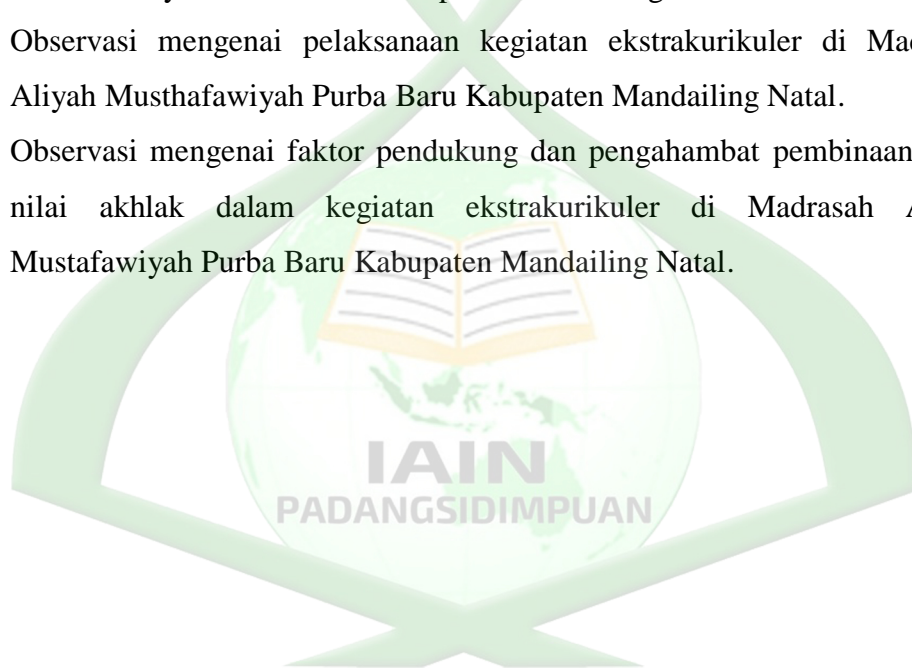 Observasi mengenai pelaksanaan kegiatan ekstrakurikuler di
Aliyah Musthafawiyah Purba Baru Kabupaten Mandailing Natal.
Observasi mengenai faktor pendukung dan pengahambat pembinaan
nilai akhlak dalam kegiatan ekstrakurikuler di Madrasah
Mustafawiyah Purba Baru Kabupaten Mandailing Natal.
IAIN
PADANGSIDIMPUAN